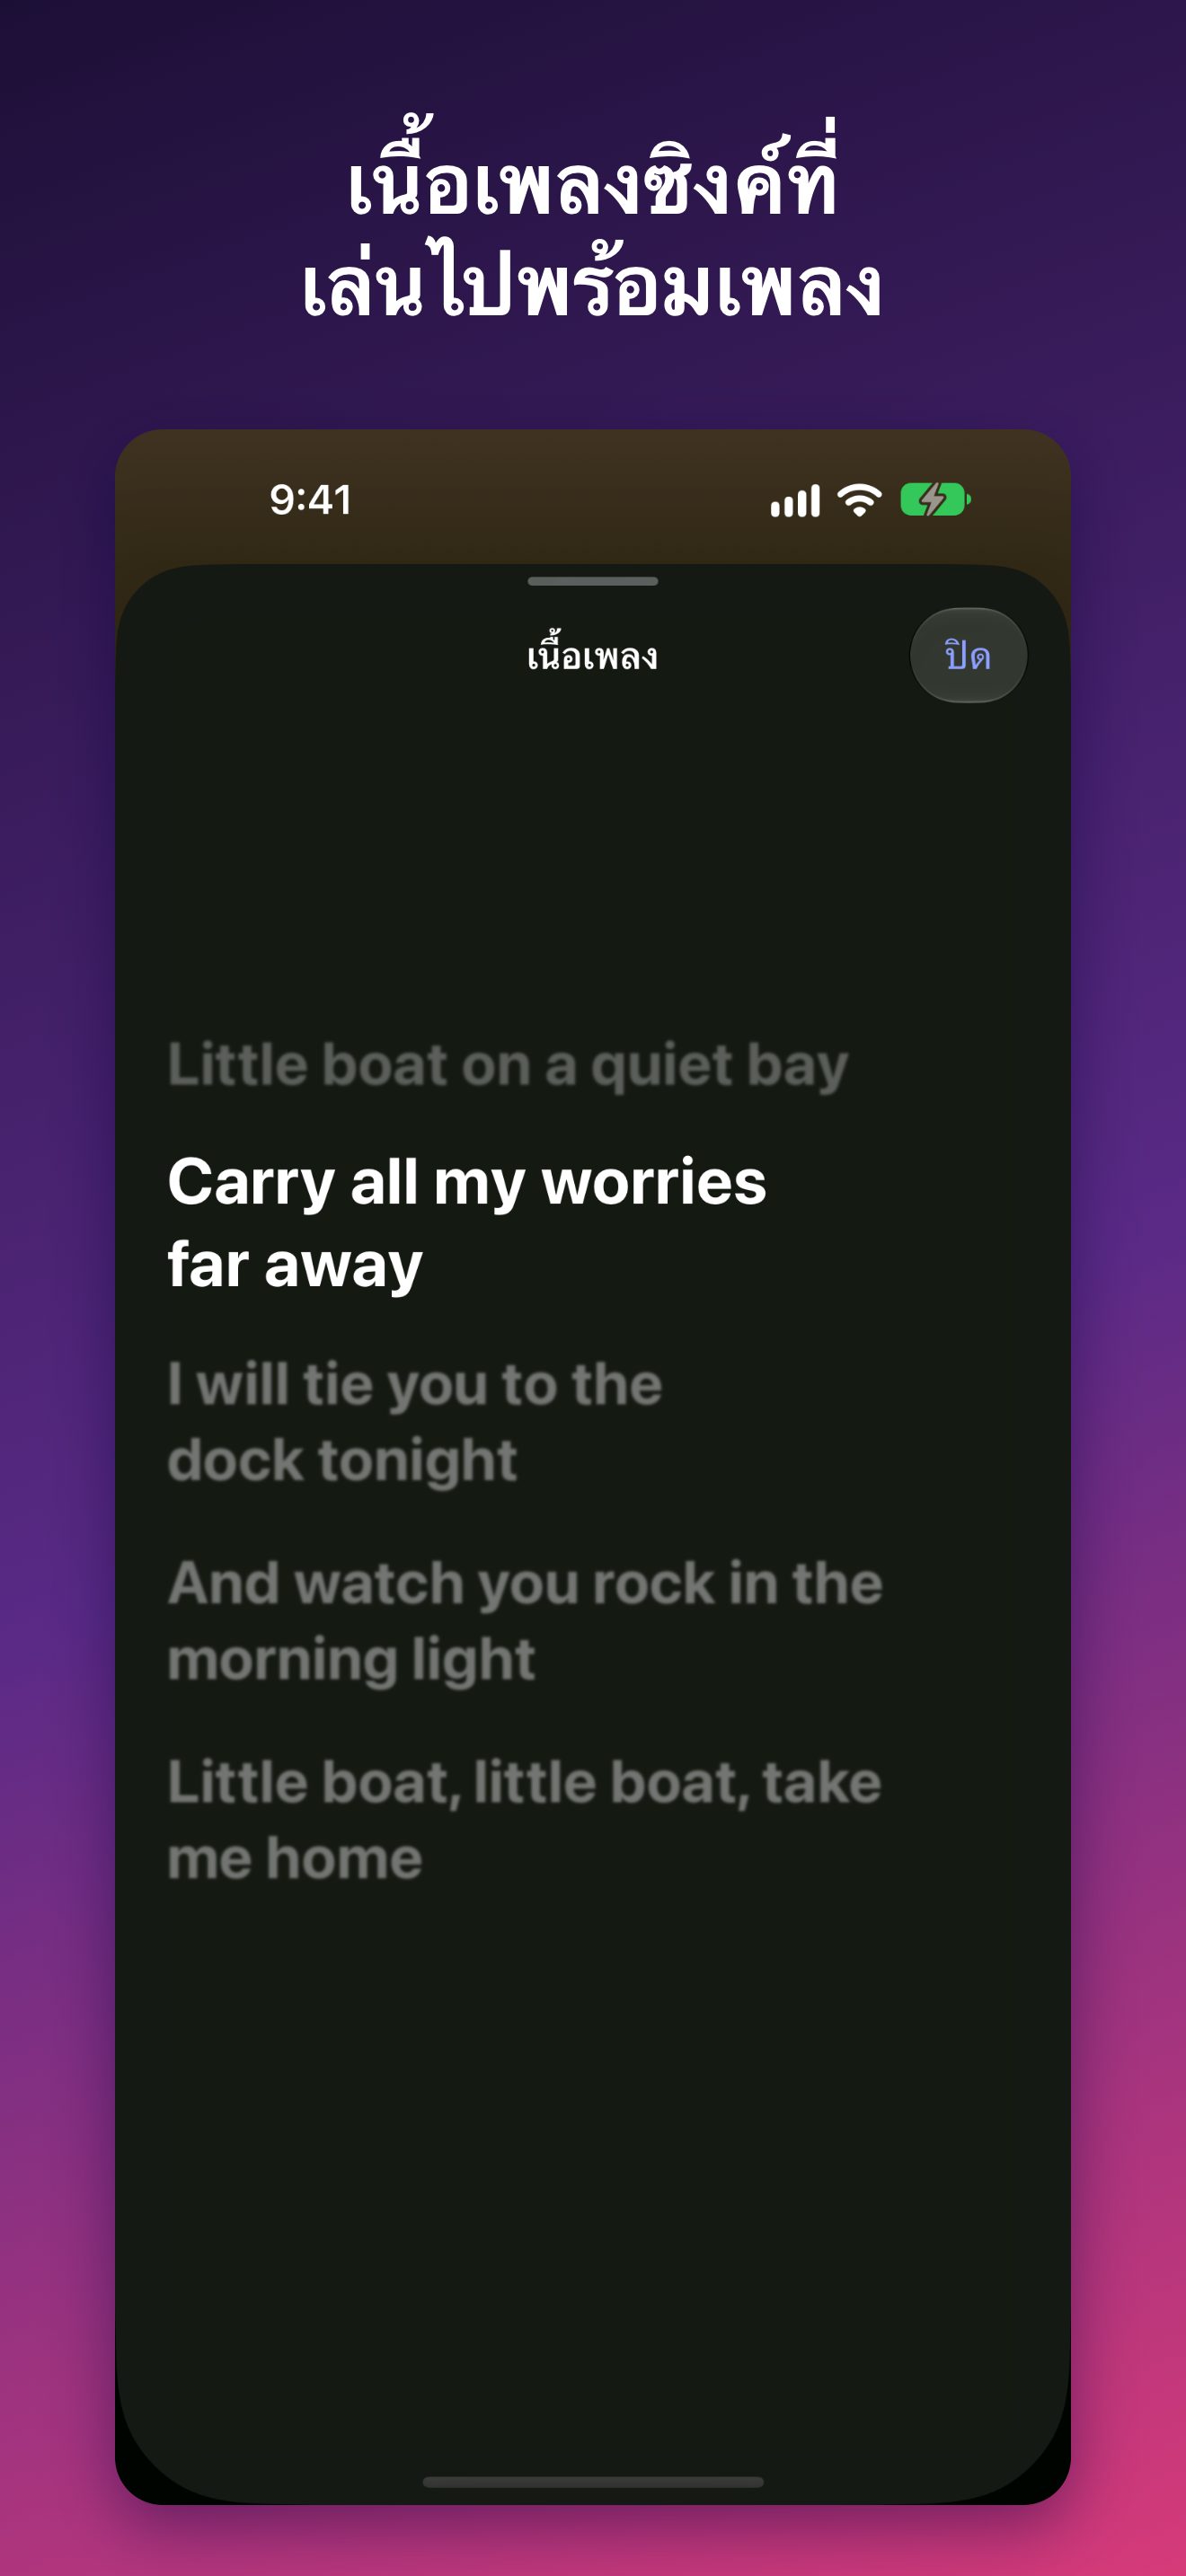 เนื้อเพลงซิงค์ที่
เล่นไปพร้อมเพลง
9:41
เนื้อเพลง
ปิด
Little boat on a quiet bay
Carry all my worries
far away
I will tie you to the
dock tonight
And watch you rock in the
morning light
Little boat, little boat, take
me home